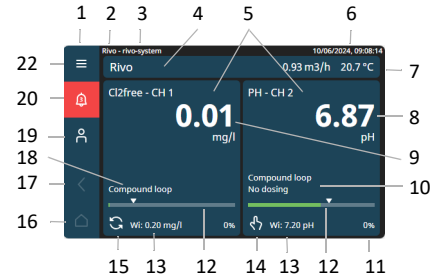 1 2 3 4 5 6
Rivo - rivo-system 10/06/2024, 09:08:14
22 Rivo 0.93 m3/h 20.7 °C 7
20 3 Cl2free - CH 1 PH - CH 2
0.01 6.87 8
19 mg/l pH
9
18
Compound loop Compound loop
17 No dosing 10
16 Wi: 0.20 mg/l 0% Wi: 7.20 pH 0%
15 13 12 14 13 12 11